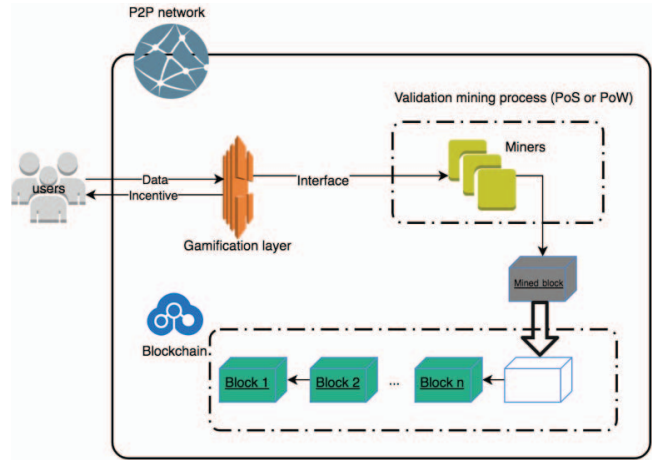 P2P network
Validation mining process (PoS or PoW)
Miners
users
Data
Incentive
Interface
Gamification layer
Mined block
Blockchain
Block 1
Block 2
...
Block n